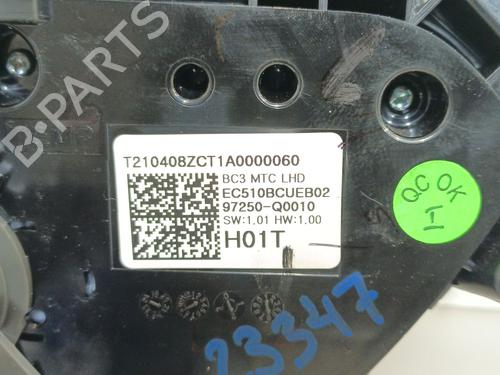 B-PARTS
T210408ZCT1A0000060
BC3 MTC LHD
EC510BCUEB02
97250-Q0010
SW:1.01 HW:1.00
H01T
QC OK
23347